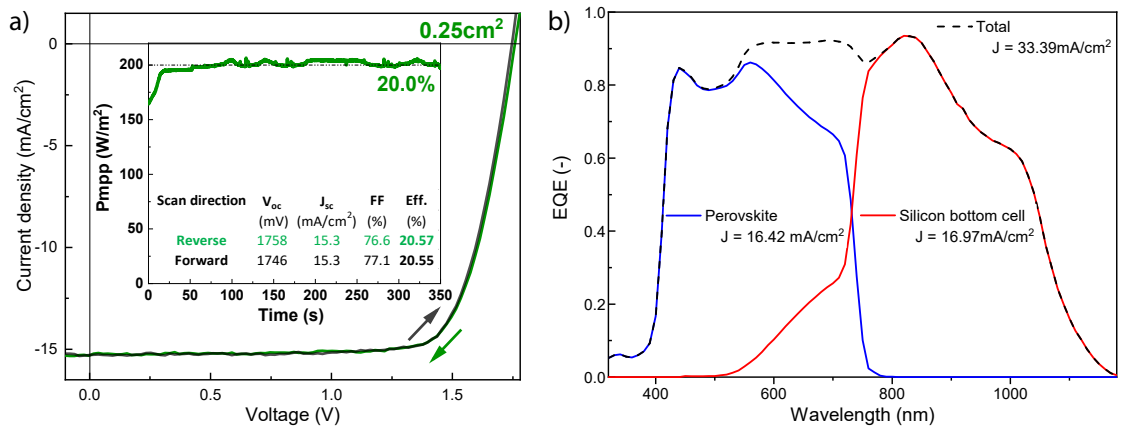 a)
0.25cm²
0
-5
-10
-15
Current density (mA/cm²)
0.0
0.5
1.0
1.5
Voltage (V)
200
150
100
50
0
Pmpp (W/m²)
20.0%
Scan direction Voc Jsc FF Eff.
(mV) (mA/cm²) (%) (%)
Reverse 1758 15.3 76.6 20.57
Forward 1746 15.3 77.1 20.55
0 50 100 150 200 250 300 350
Time (s)
b)
1.0
0.8
0.6
0.4
0.2
0.0
EQE (-)
Total
J = 33.39mA/cm²
Perovskite
J = 16.42 mA/cm²
Silicon bottom cell
J = 16.97mA/cm²
400 600 800 1000
Wavelength (nm)